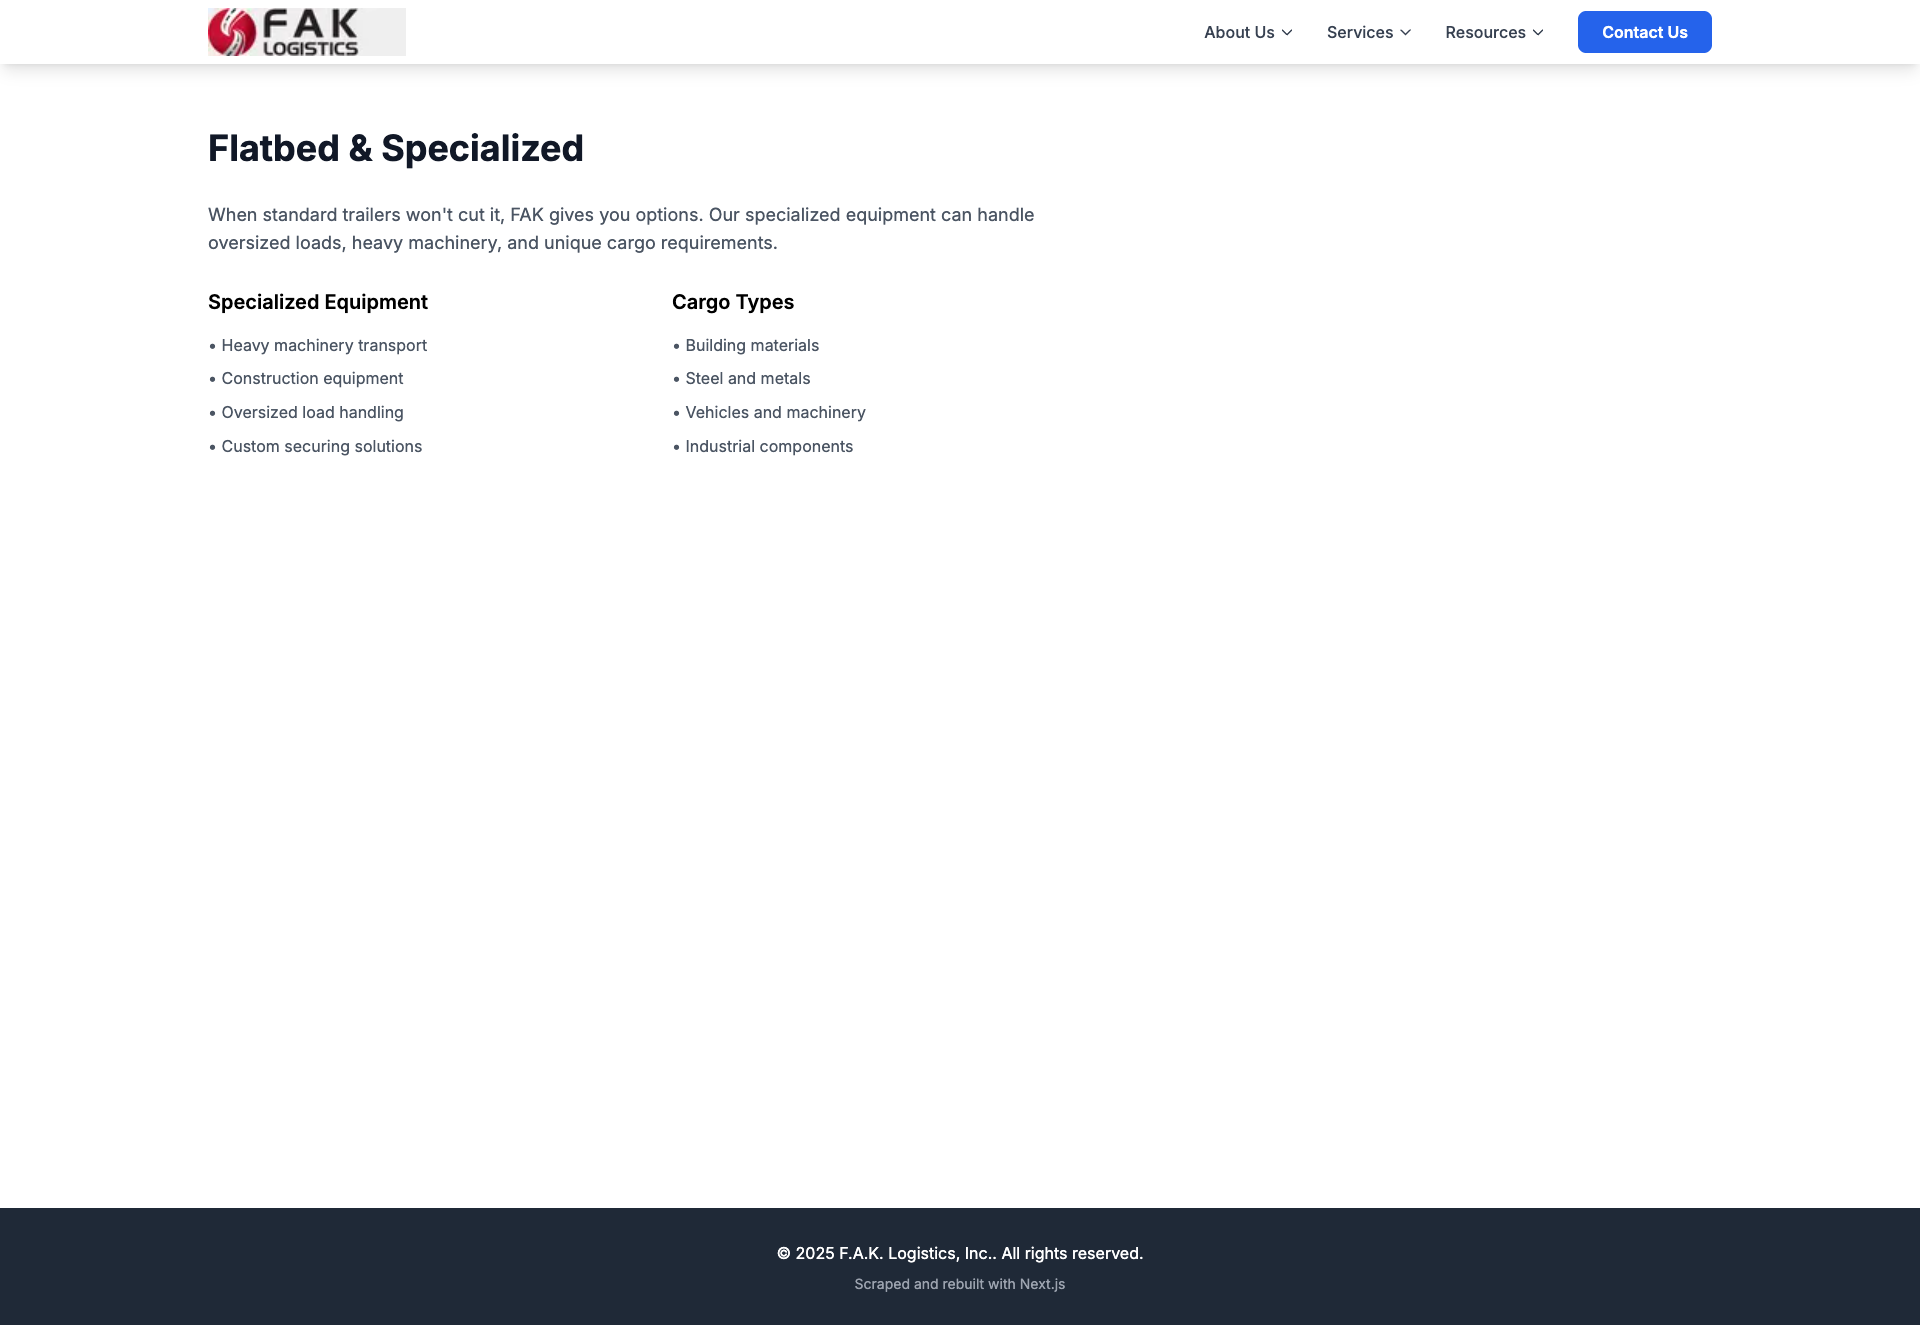 FAK
LOGISTICS
About Us
Services
Resources
Contact Us
Flatbed & Specialized
When standard trailers won't cut it, FAK gives you options. Our specialized equipment can handle
oversized loads, heavy machinery, and unique cargo requirements.
Specialized Equipment
• Heavy machinery transport
• Construction equipment
• Oversized load handling
• Custom securing solutions
Cargo Types
• Building materials
• Steel and metals
• Vehicles and machinery
• Industrial components
© 2025 F.A.K. Logistics, Inc.. All rights reserved.
Scraped and rebuilt with Next.js